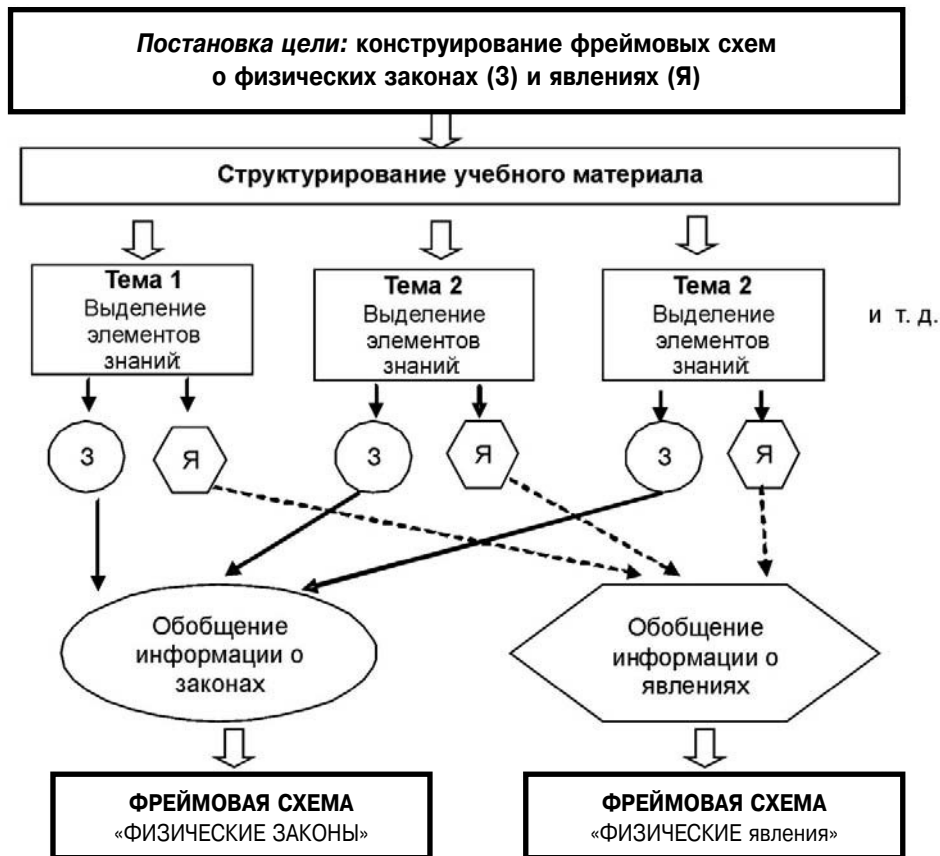 Постановка цели: конструирование фреймовых схем
о физических законах (З) и явлениях (Я)
Структурирование учебного материала
Тема 1
Выделение
элементов
знаний:
Тема 2
Выделение
элементов
знаний:
Тема 2
Выделение
элементов
знаний:
и т. д.
З
Я
З
Я
З
Я
Обобщение
информации о
законах
Обобщение
информации о
явлениях
ФРЕЙМОВАЯ СХЕМА
«ФИЗИЧЕСКИЕ ЗАКОНЫ»
ФРЕЙМОВАЯ СХЕМА
«ФИЗИЧЕСКИЕ явления»